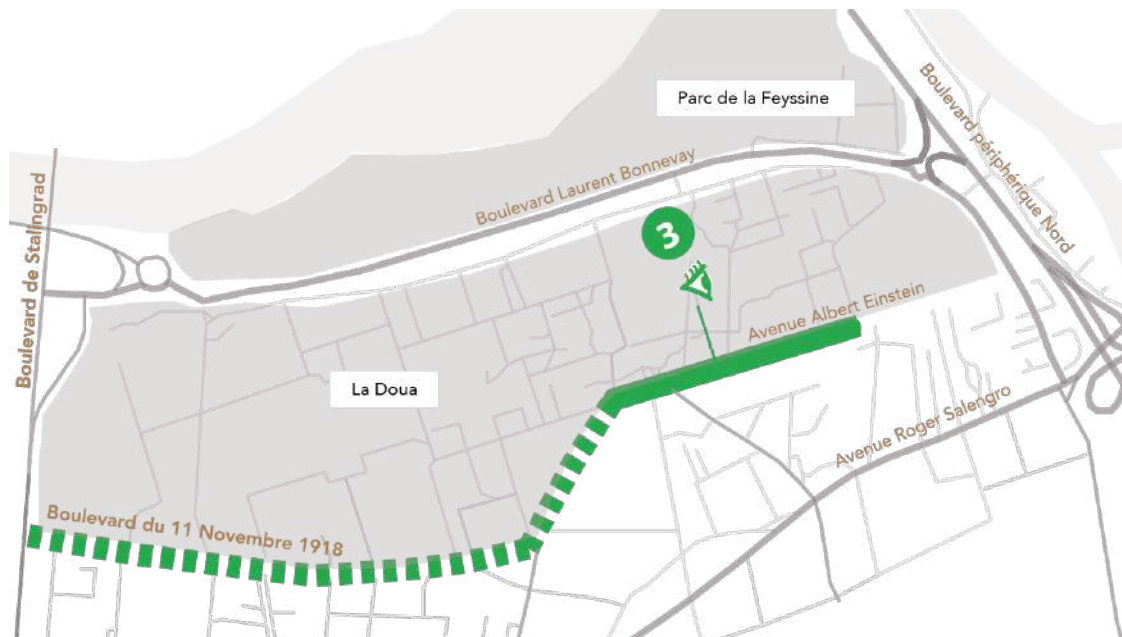 Parc de la Feyssine
Boulevard périphérique Nord
Boulevard Laurent Bonnevay
Boulevard de Stalingrad
3
Avenue Albert Einstein
La Doua
Avenue Roger Salengro
Boulevard du 11 Novembre 1918